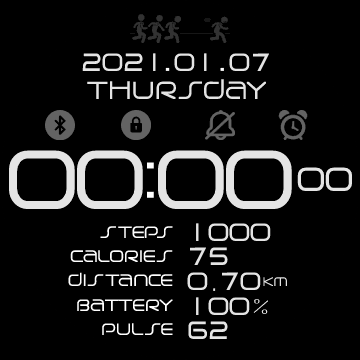 2021.01.07
THURSdAY
00:00 00
STEPS 1000
CALORIES 75
dISTANCE 0.70km
BATTERY 100%
PULSE 62